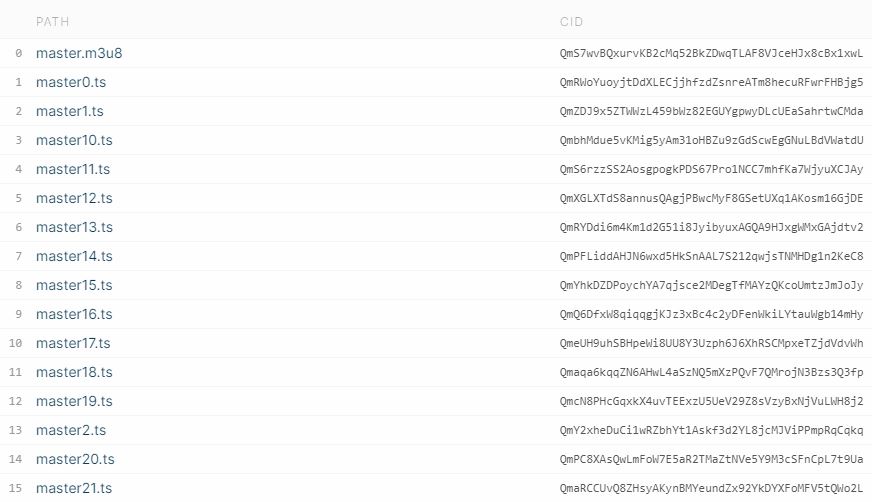 PATH CID
0 master.m3u8 QmS7wvBQxurvKB2cMq52BkZDwqTLAF8VJceHJx8cBx1xwL
1 master0.ts QmRWoYuoyjtDdXLECjjhfzdZsnreATm8hecuRFwrFHBjg5
2 master1.ts QmZDJ9x5ZTWWzL459bWz82EGUYgpwyDLcUEaSahrtwCMda
3 master10.ts QmbhMdue5vKMig5yAm31oHBZu9zGdScwEgGNuLBdVWatdU
4 master11.ts QmS6rzzSS2AosgpogkPDS67Pro1NCC7mhfKa7WjyuXCJAy
5 master12.ts QmXGLXTdS8annusQAgjPBwcMyF8GSetUXq1AKosm16GjDE
6 master13.ts QmRYDdi6m4Km1d2G51i8JyibyuxAGQA9HJxgWMxGAjdtv2
7 master14.ts QmPFLiddAHJN6wxd5HkSnAAL7S212qwjsTNMHDg1n2KeC8
8 master15.ts QmYhkDZDPoychYA7qjsce2MDegTfMAYzQKcoUmtzJmJoJy
9 master16.ts QmQ6DfxW8qiqqgjKJz3xBc4c2yDFenWkiLYtauWgb14mHy
10 master17.ts QmeUH9uhSBHpeWi8UU8Y3Uzph6J6XhRSCMpxeTZjdVdvWh
11 master18.ts Qmaqa6kqqZN6AHwL4aSzNQ5mXzPQvF7QMrojN3Bzs3Q3fp
12 master19.ts QmcN8PHcGqxkX4uvTEExzU5UeV29Z8sVzyBxNjVuLWH8j2
13 master2.ts QmY2xheDuCi1wRZbhYt1Askf3d2YL8jcMJViPPmpRqCqkq
14 master20.ts QmPC8XAsQwLmFoW7E5aR2TMaZtNVe5Y9M3cSFnCpL7t9Ua
15 master21.ts QmaRCCUvQ8ZHsyAKynBMYeundZx92YkDYXFoMFV5tQWo2L